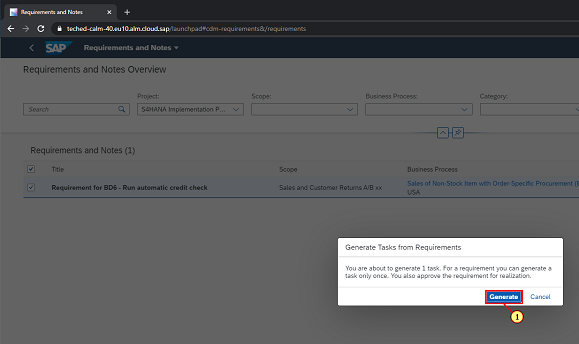 Requirements and Notes
teched-calm-40.eu10.alm.cloud.sap/launchpad#cdm-requirements&/requirements
SAP Requirements and Notes
Requirements and Notes Overview
Project: Scope: Business Process: Category:
Search S4HANA Implementation P...
Requirements and Notes (1)
Title Scope Business Process
Requirement for BD6 - Run automatic credit check Sales and Customer Returns A/B xx Sales of Non-Stock Item with Order Specific Procurement (
USA
Generate Tasks from Requirements
You are about to generate 1 task. For a requirement you can generate a
task only once. You also approve the requirement for realization.
Generate Cancel
1